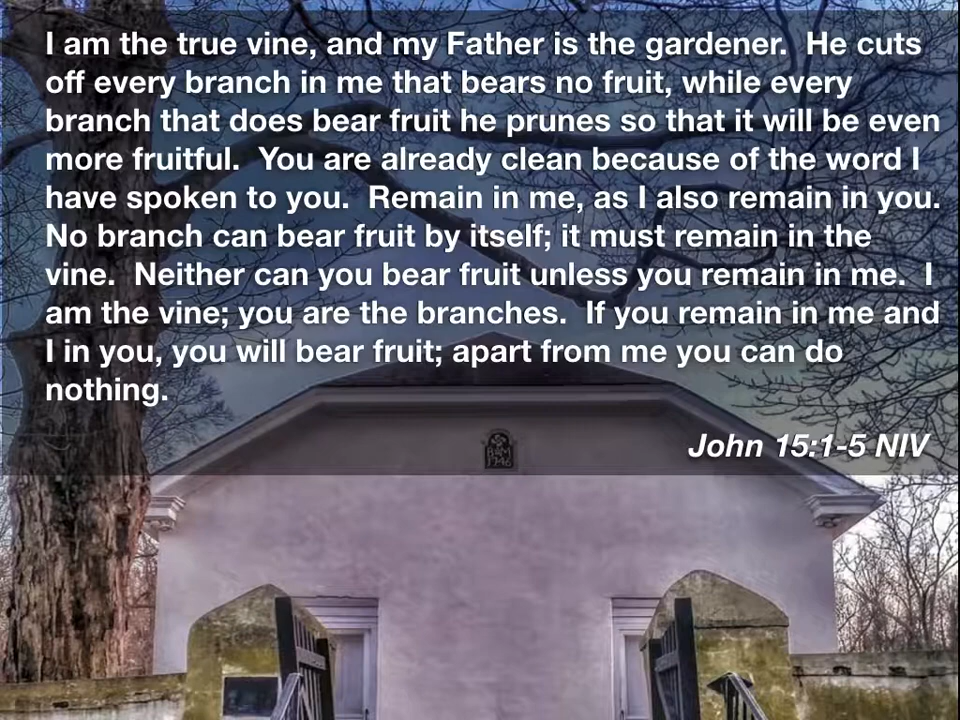 I am the true vine, and my Father is the gardener.  He cuts
off every branch in me that bears no fruit, while every
branch that does bear fruit he prunes so that it will be even
more fruitful.  You are already clean because of the word I
have spoken to you.  Remain in me, as I also remain in you.
No branch can bear fruit by itself; it must remain in the
vine.  Neither can you bear fruit unless you remain in me.  I
am the vine; you are the branches.  If you remain in me and
I in you, you will bear fruit; apart from me you can do
nothing.
John 15:1-5 NIV
1746